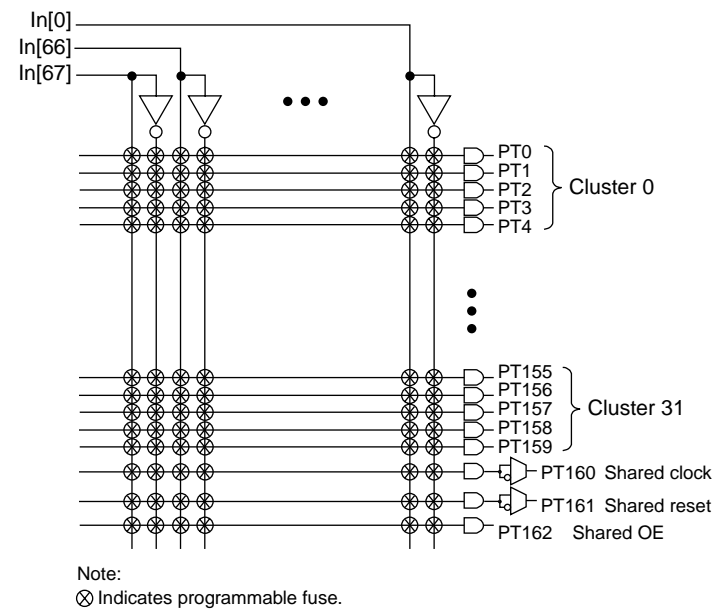 In[0]
In[66]
In[67]
PT0
PT1
PT2
PT3
PT4
Cluster 0
PT155
PT156
PT157
PT158
PT159
Cluster 31
PT160 Shared clock
PT161 Shared reset
PT162 Shared OE
Note:
Indicates programmable fuse.